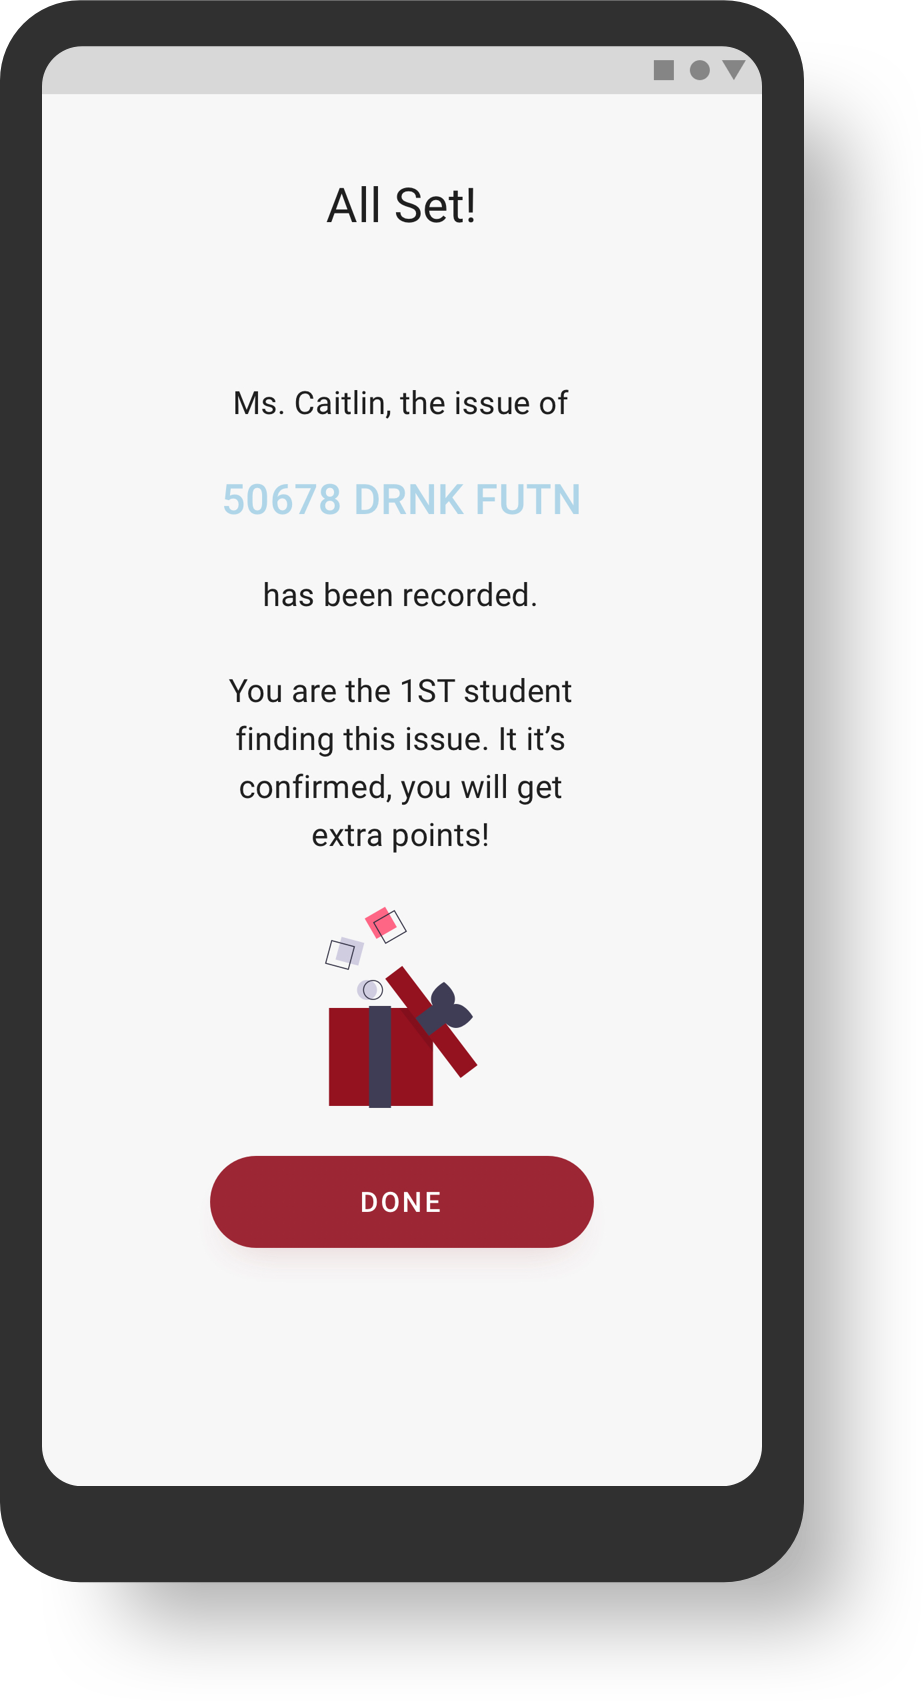 All Set!
Ms. Caitlin, the issue of
50678 DRNK FUTN
has been recorded.
You are the 1ST student
finding this issue. It it’s
confirmed, you will get
extra points!
DONE